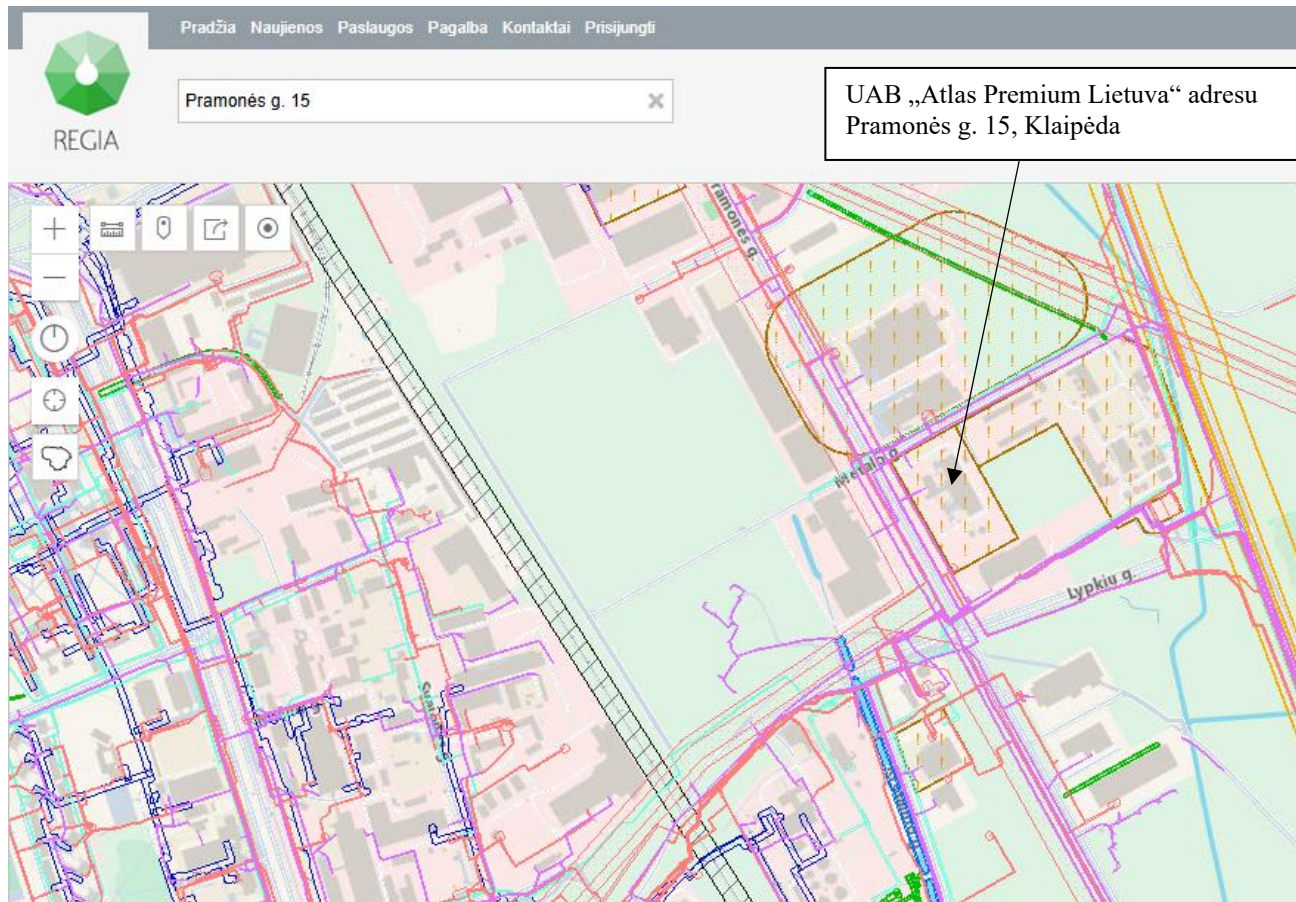 Pradžia Naujienos Paslaugos Pagalba Kontaktai Prisijungti
REGIA
Pramonės g. 15
UAB „Atlas Premium Lietuva“ adresu
Pramonės g. 15, Klaipėda
Metalo g.
Lypkių g.